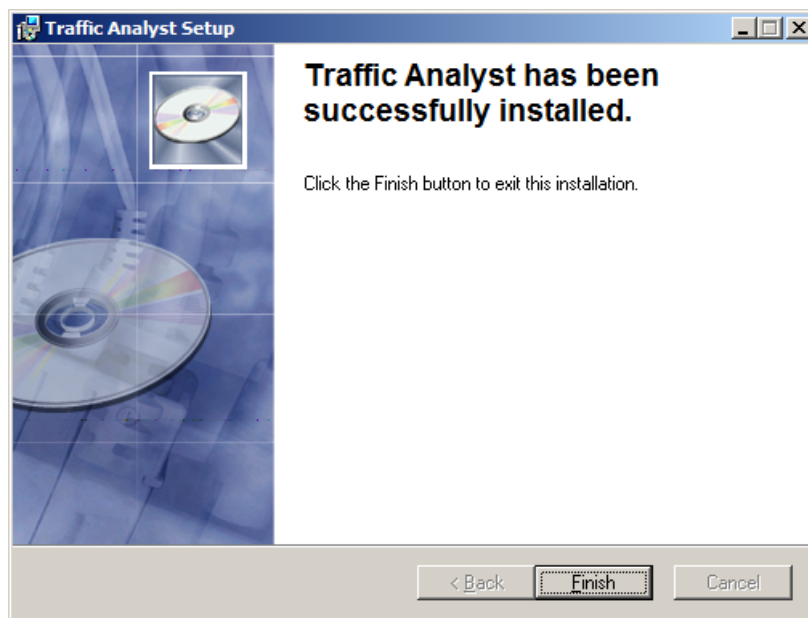 Traffic Analyst Setup
Traffic Analyst has been
successfully installed.
Click the Finish button to exit this installation.
< Back
Finish
Cancel